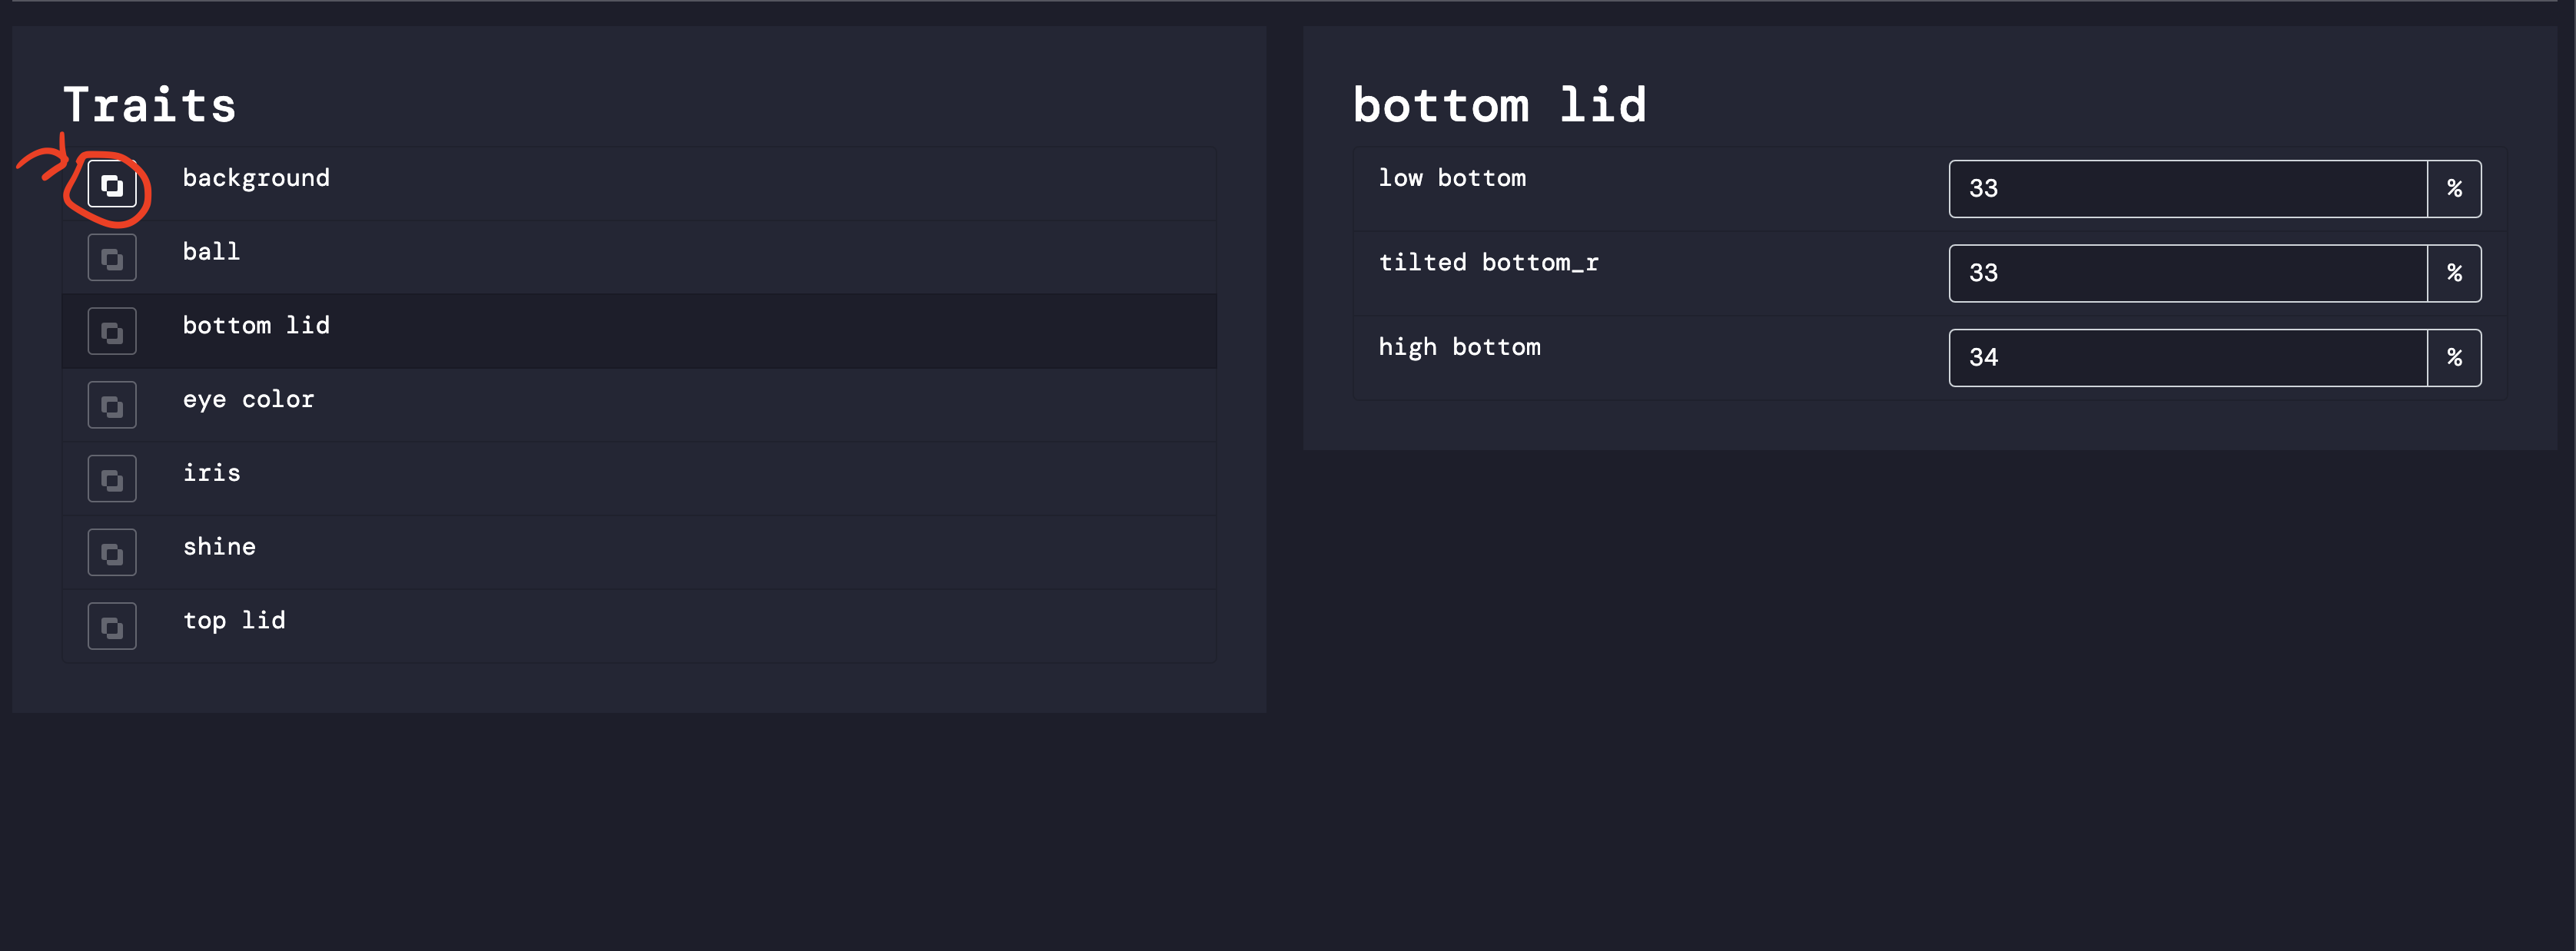 Traits
background
ball
bottom lid
eye color
iris
shine
top lid
bottom lid
low bottom 33 %
tilted bottom_r 33 %
high bottom 34 %